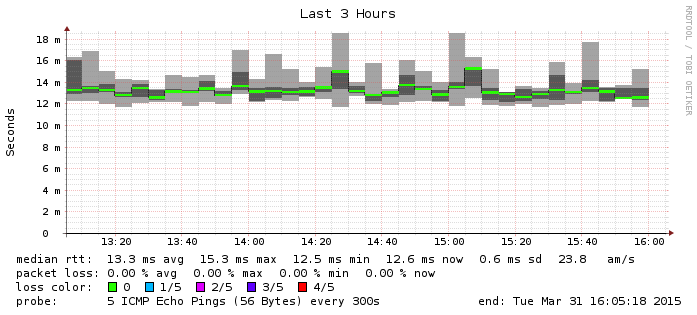 Last 3 Hours
RRDTOOL / TOBI OETIKER
Seconds
18 m
16 m
14 m
12 m
10 m
8 m
6 m
4 m
2 m
0
13:20 13:40 14:00 14:20 14:40 15:00 15:20 15:40 16:00
median rtt: 13.3 ms avg 15.3 ms max 12.5 ms min 12.6 ms now 0.6 ms sd 23.8 am/s
packet loss: 0.00 % avg 0.00 % max 0.00 % min 0.00 % now
loss color: 0 1/5 2/5 3/5 4/5
probe: 5 ICMP Echo Pings (56 Bytes) every 300s end: Tue Mar 31 16:05:18 2015